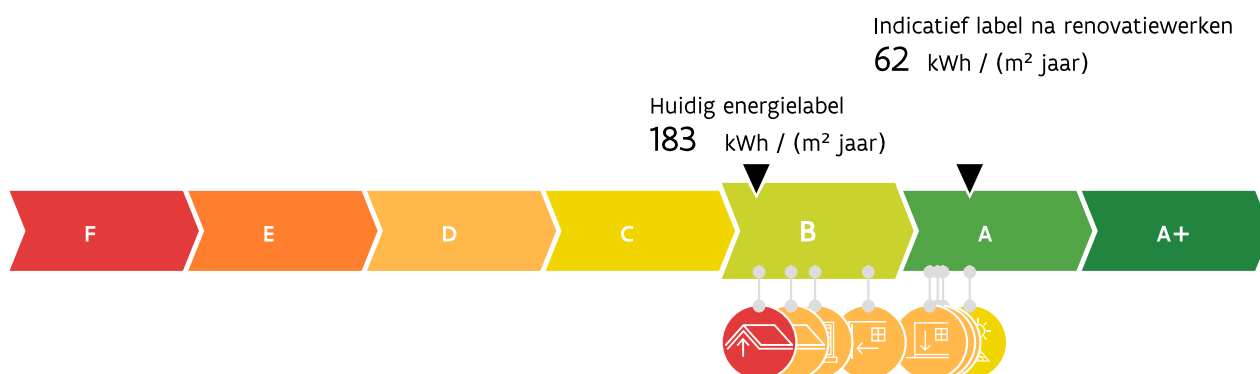 Indicatief label na renovatiewerken
62 kWh / (m² jaar)
Huidig energielabel
183 kWh / (m² jaar)
F E D C B A A+